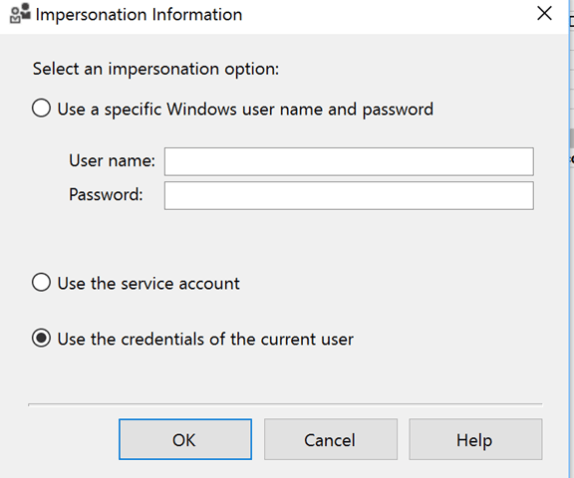 Impersonation Information
Select an impersonation option:
Use a specific Windows user name and password
User name:
Password:
Use the service account
Use the credentials of the current user
OK Cancel Help